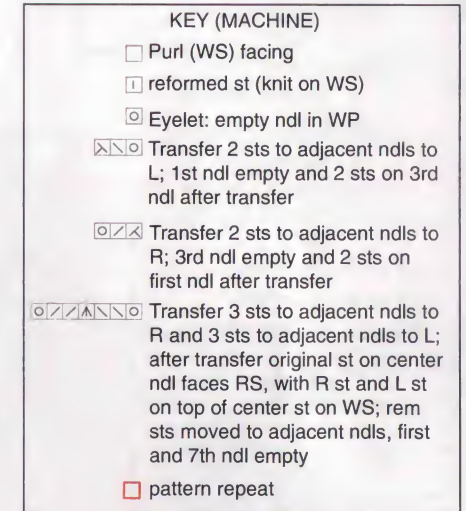 KEY (MACHINE)
Purl (WS) facing
reformed st (knit on WS)
Eyelet: empty ndl in WP
Transfer 2 sts to adjacent ndls to
L; 1st ndl empty and 2 sts on 3rd
ndl after transfer
Transfer 2 sts to adjacent ndls to
R; 3rd ndl empty and 2 sts on
first ndl after transfer
Transfer 3 sts to adjacent ndls to
R and 3 sts to adjacent ndls to L;
after transfer original st on center
ndl faces RS, with R st and L st
on top of center st on WS; rem
sts moved to adjacent ndls, first
and 7th ndl empty
pattern repeat